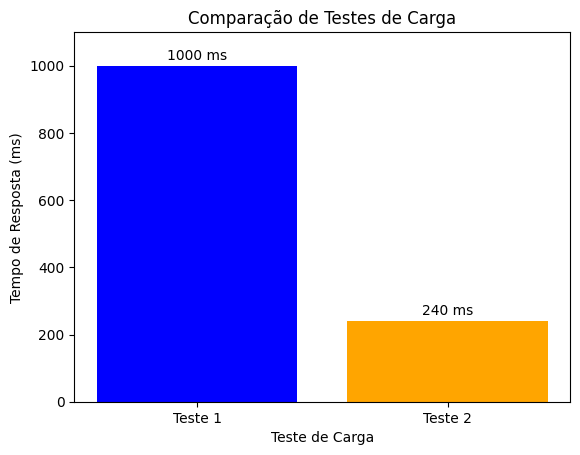 Comparação de Testes de Carga
Tempo de Resposta (ms)
1000
800
600
400
200
0
1000 ms
240 ms
Teste 1
Teste 2
Teste de Carga